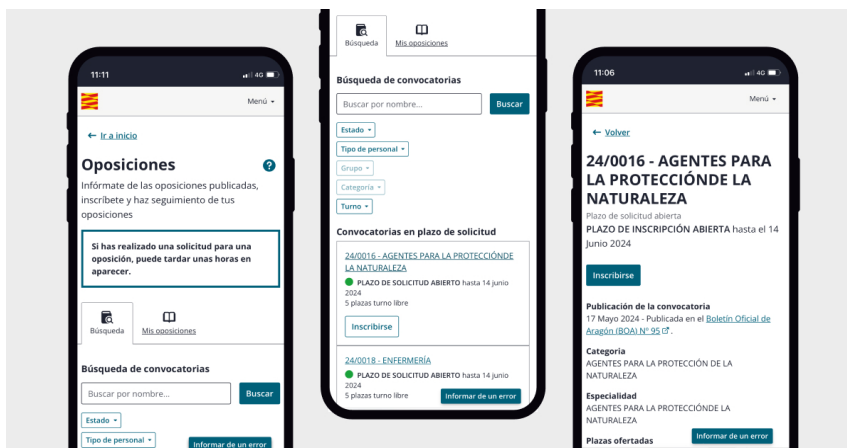 11:11
4G
Menú
← Ir a inicio
Oposiciones
?
Infórmate de las oposiciones publicadas,
inscríbete y haz seguimiento de tus
oposiciones
Si has realizado una solicitud para una
oposición, puede tardar unas horas en
aparecer.
Búsqueda
Mis oposiciones
Búsqueda de convocatorias
Buscar por nombre...
Buscar
Estado
Tipo de personal
Informar de un error
Búsqueda
Mis oposiciones
Búsqueda de convocatorias
Buscar por nombre...
Buscar
Estado
Tipo de personal
Grupo
Categoría
Turno
Convocatorias en plazo de solicitud
24/0016 - AGENTES PARA LA PROTECCIÓNDE
LA NATURALEZA
PLAZO DE SOLICITUD ABIERTO hasta 14 junio
2024
5 plazas turno libre
Inscribirse
24/0018 - ENFERMERÍA
PLAZO DE SOLICITUD ABIERTO hasta 14 junio
2024
5 plazas turno libre
Informar de un error
11:06
4G
Menú
← Volver
24/0016 - AGENTES PARA
LA PROTECCIÓNDE LA
NATURALEZA
Plazo de solicitud abierta
PLAZO DE INSCRIPCIÓN ABIERTA hasta el 14
Junio 2024
Inscribirse
Publicación de la convocatoria
17 Mayo 2024 - Publicada en el Boletín Oficial de
Aragón (BOA) Nº 95 .
Categoria
AGENTES PARA LA PROTECCIÓN DE LA
NATURALEZA
Especialidad
AGENTES PARA LA PROTECCIÓNDE LA
NATURALEZA
Plazas ofertadas
Informar de un error